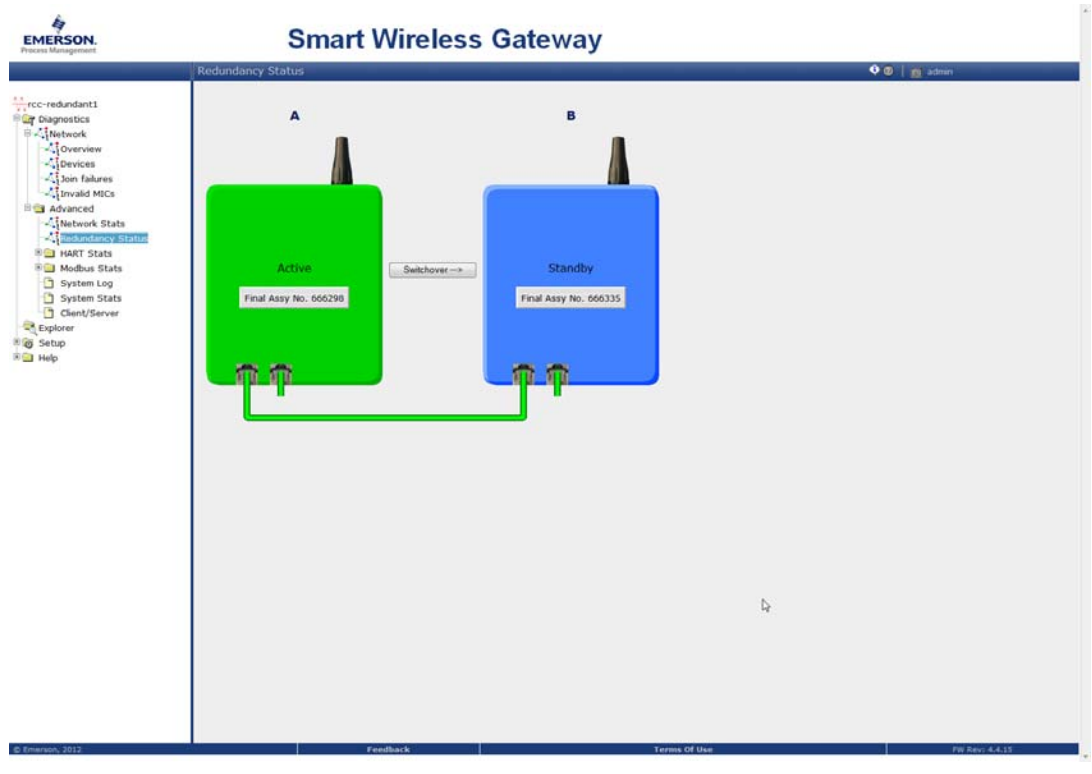 EMERSON.
Process Management
Smart Wireless Gateway
Redundancy Status
admin
rcc-redundant1
Diagnostics
Network
Overview
Devices
Join failures
Invalid MICs
Advanced
Network Stats
Redundancy Status
HART Stats
Modbus Stats
System Log
System Stats
Client/Server
Explorer
Setup
Help
A
B
Active
Switchover-->
Standby
Final Assy No. 666298
Final Assy No. 666335
© Emerson, 2012
Feedback
Terms Of Use
FW Rev: 4.4.15